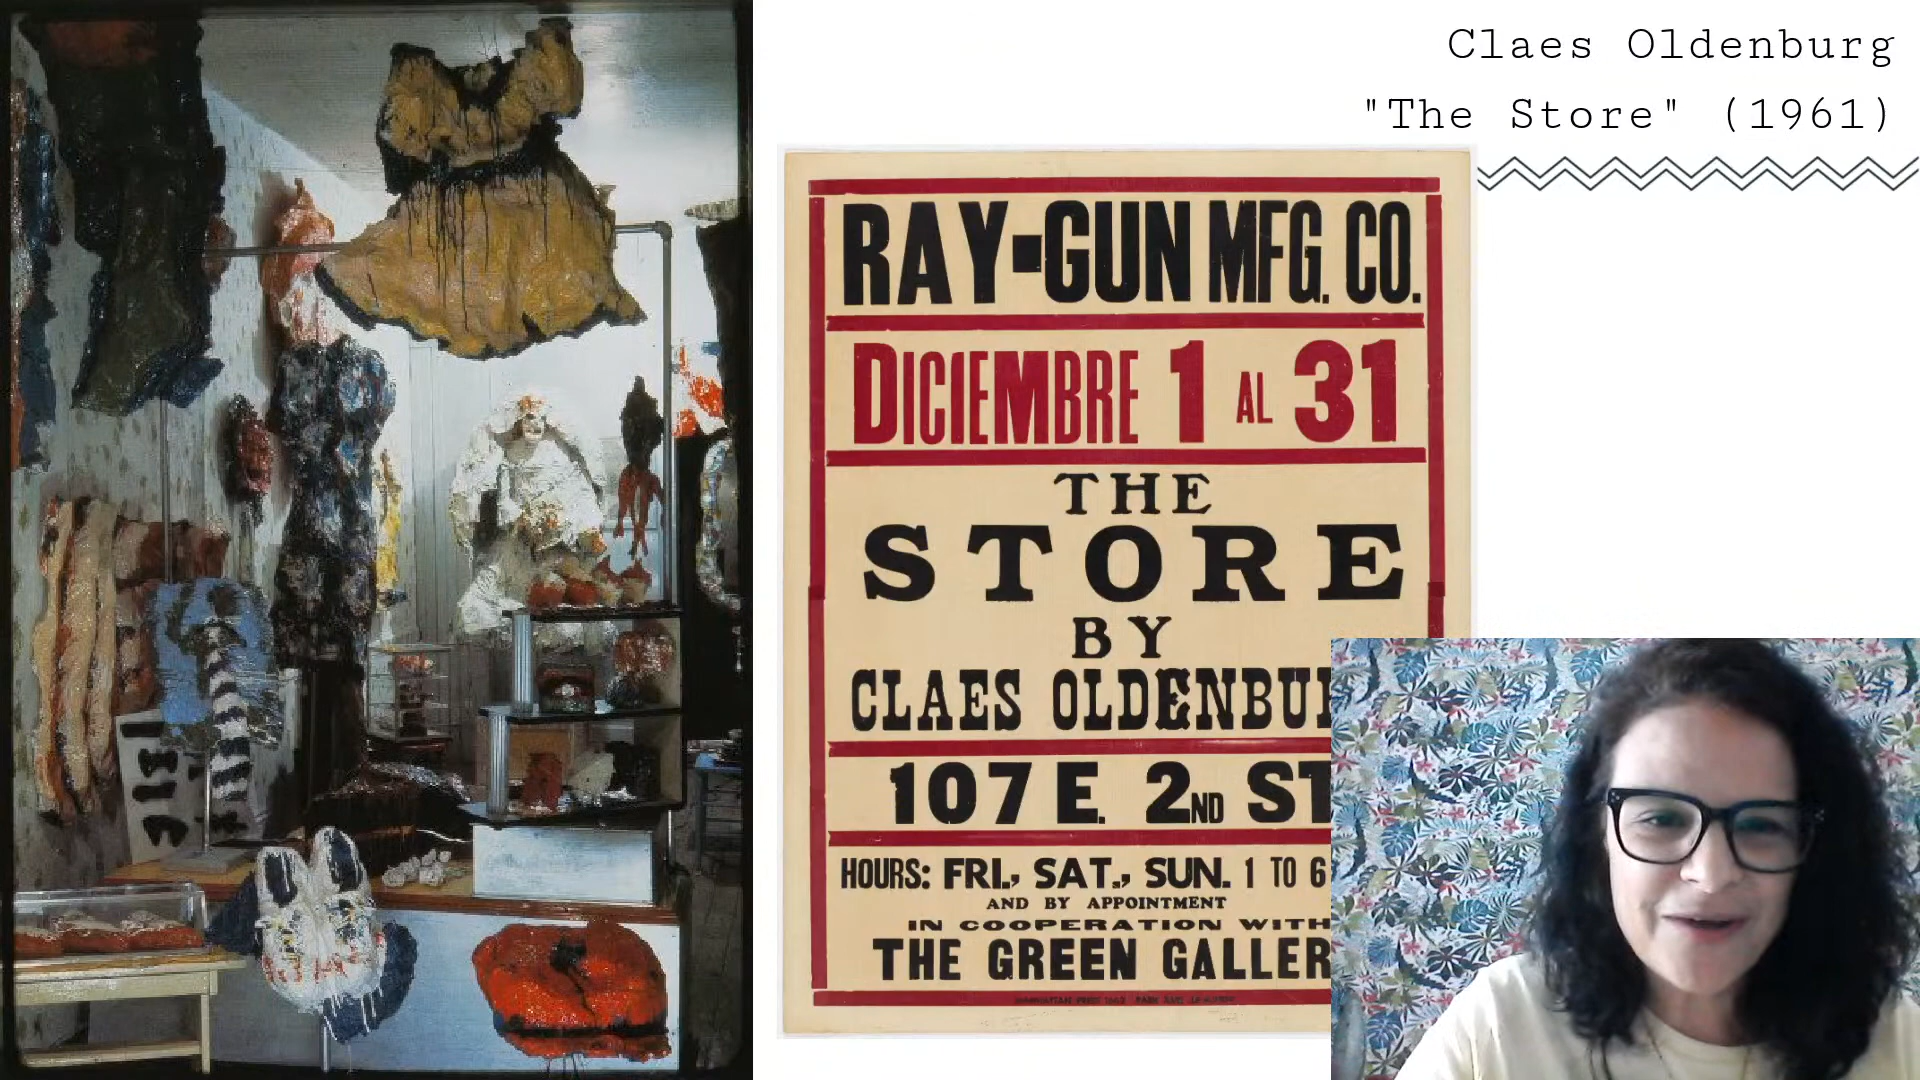 Claes Oldenburg
"The Store" (1961)
RAY-GUN MFG. CO.
DICIEMBRE 1 AL 31
THE
STORE
BY
CLAES OLDENBU
107 E. 2ND ST
HOURS: FRI., SAT., SUN. 1 TO 6
AND BY APPOINTMENT
IN COOPERATION WITH
THE GREEN GALLER